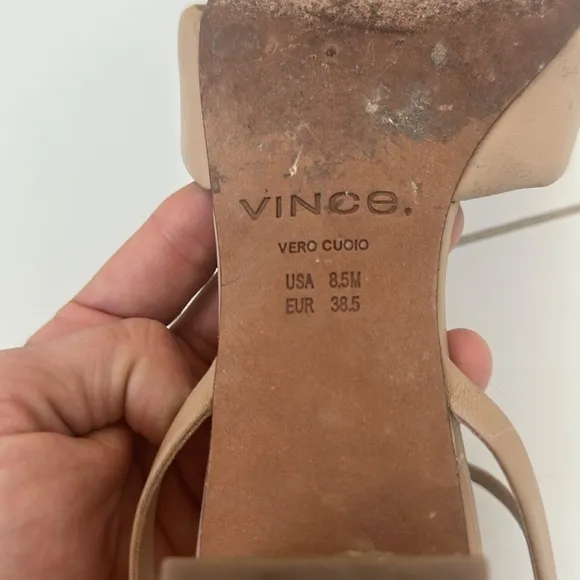 VINCE.
VERO CUOIO
USA 8.5M
EUR 38.5